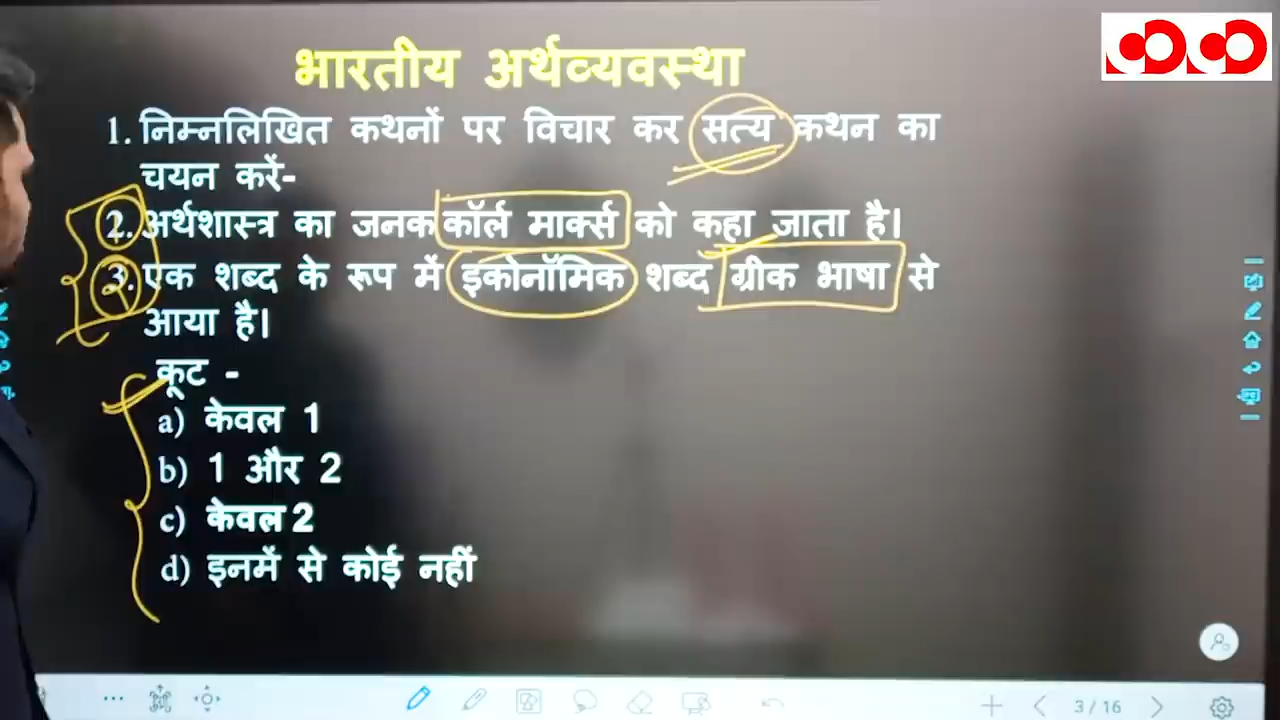 भारतीय अर्थव्यवस्था
1. निम्नलिखित कथनों पर विचार कर सत्य कथन का
चयन करें-
2. अर्थशास्त्र का जनक कॉर्ल मार्क्स को कहा जाता है।
3. एक शब्द के रूप में इकोनॉमिक शब्द ग्रीक भाषा से
आया है।
कूट -
a) केवल 1
b) 1 और 2
c) केवल 2
d) इनमें से कोई नहीं
3 / 16